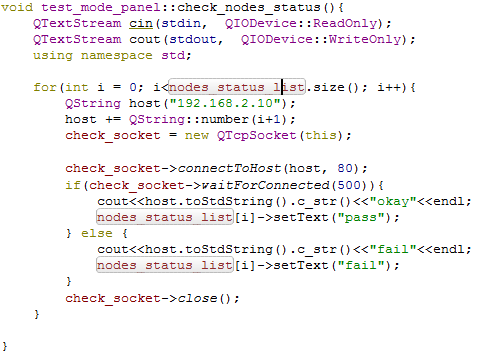 void test_mode_panel::check_nodes_status(){
QTextStream cin(stdin, QIODevice::ReadOnly);
QTextStream cout(stdout, QIODevice::WriteOnly);
using namespace std;
for(int i = 0; i<nodes_status_list.size(); i++){
QString host("192.168.2.10");
host += QString::number(i+1);
check_socket = new QTcpSocket(this);
check_socket->connectToHost(host, 80);
if(check_socket->waitForConnected(500)){
cout<<host.toStdString().c_str()<<"okay"<<endl;
nodes_status_list[i]->setText("pass");
} else {
cout<<host.toStdString().c_str()<<"fail"<<endl;
nodes_status_list[i]->setText("fail");
}
check_socket->close();
}
}